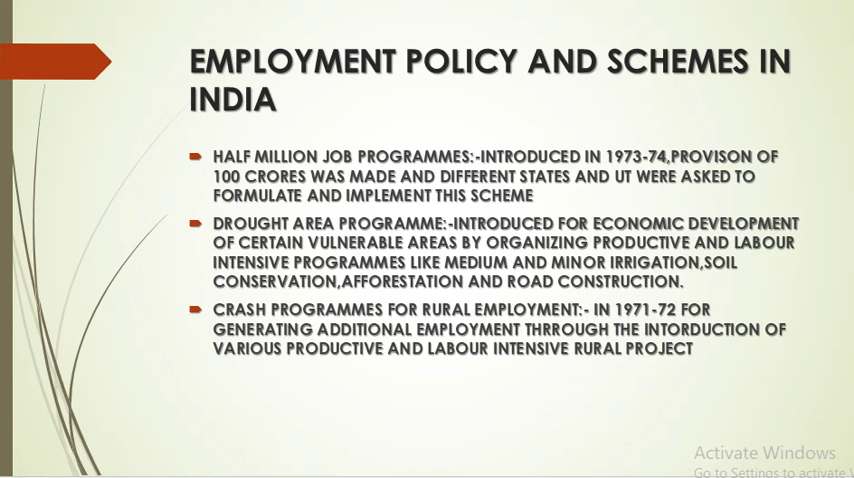 EMPLOYMENT POLICY AND SCHEMES IN
INDIA
HALF MILLION JOB PROGRAMMES:-INTRODUCED IN 1973-74,PROVISON OF
100 CRORES WAS MADE AND DIFFERENT STATES AND UT WERE ASKED TO
FORMULATE AND IMPLEMENT THIS SCHEME
DROUGHT AREA PROGRAMME:-INTRODUCED FOR ECONOMIC DEVELOPMENT
OF CERTAIN VULNERABLE AREAS BY ORGANIZING PRODUCTIVE AND LABOUR
INTENSIVE PROGRAMMES LIKE MEDIUM AND MINOR IRRIGATION,SOIL
CONSERVATION,AFFORESTATION AND ROAD CONSTRUCTION.
CRASH PROGRAMMES FOR RURAL EMPLOYMENT:- IN 1971-72 FOR
GENERATING ADDITIONAL EMPLOYMENT THRROUGH THE INTORDUCTION OF
VARIOUS PRODUCTIVE AND LABOUR INTENSIVE RURAL PROJECT
Activate Windows
Go to Settings to activate